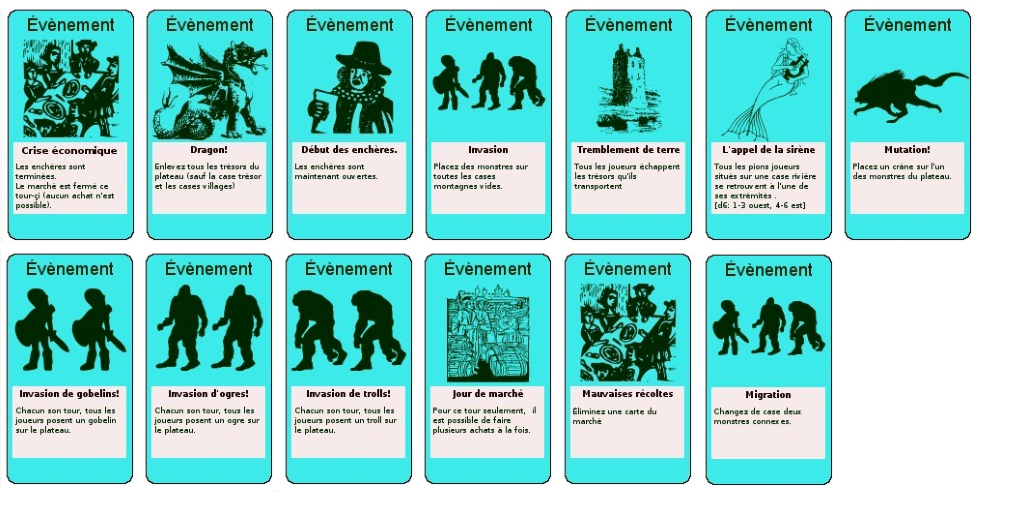 Évènement
Crise économique
Les enchères sont
terminées.
Le marché est fermé ce
tour-çi (aucun achat n'est
possible).
Évènement
Dragon!
Enlevez tous les trésors du
plateau (sauf la case trésor
et les cases villages)
Évènement
Début des enchères.
Les enchères sont
maintenant ouvertes.
Évènement
Invasion
Placez des monstres sur
toutes les cases
montagnes vides.
Évènement
Tremblement de terre
Tous les joueurs échappent
les trésors qu'ils
transportent
Évènement
L'appel de la sirène
Tous les pions joueurs
situés sur une case rivière
se retrouvent à l'une de
ses extrémités .
[d6: 1-3 ouest, 4-6 est]
Évènement
Mutation!
Placez un crâne sur l'un
des monstres du plateau.
Évènement
Invasion de gobelins!
Chacun son tour, tous les
joueurs posent un gobelin
sur le plateau.
Évènement
Invasion d'ogres!
Chacun son tour, tous les
joueurs posent un ogre sur
le plateau.
Évènement
Invasion de trolls!
Chacun son tour, tous les
joueurs posent un troll sur
le plateau.
Évènement
Jour de marché
Pour ce tour seulement, il
est possible de faire
plusieurs achats à la fois.
Évènement
Mauvaises récoltes
Éliminez une carte du
marché
Évènement
Migration
Changez de case deux
monstres connexes.